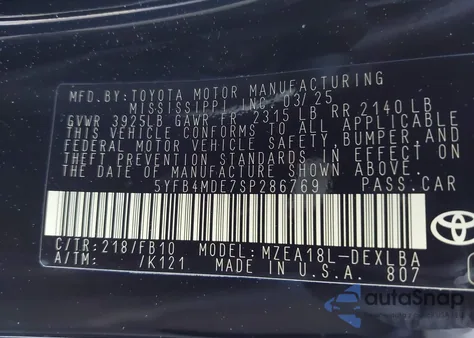 MFD.BY:TOYOTA MOTOR MANUFACTURING
MISSISSIPPI INC. 03/25
GVWR 3925LB GAWR FR 2315 LB RR 2140 LB
THIS VEHICLE CONFORMS TO ALL APPLICABLE
FEDERAL MOTOR VEHICLE SAFETY,BUMPER,AND
THEFT PREVENTION STANDARDS IN EFFECT ON
THE DATE OF MANUFACTURE SHOWN ABOVE.
5YFB4MDE7SP286769 PASS.CAR
C/TR:218/FB10 MODEL:MZEA18L-DEXLBA
A/TM: /K121 MADE IN U.S.A. 807
autoSnap